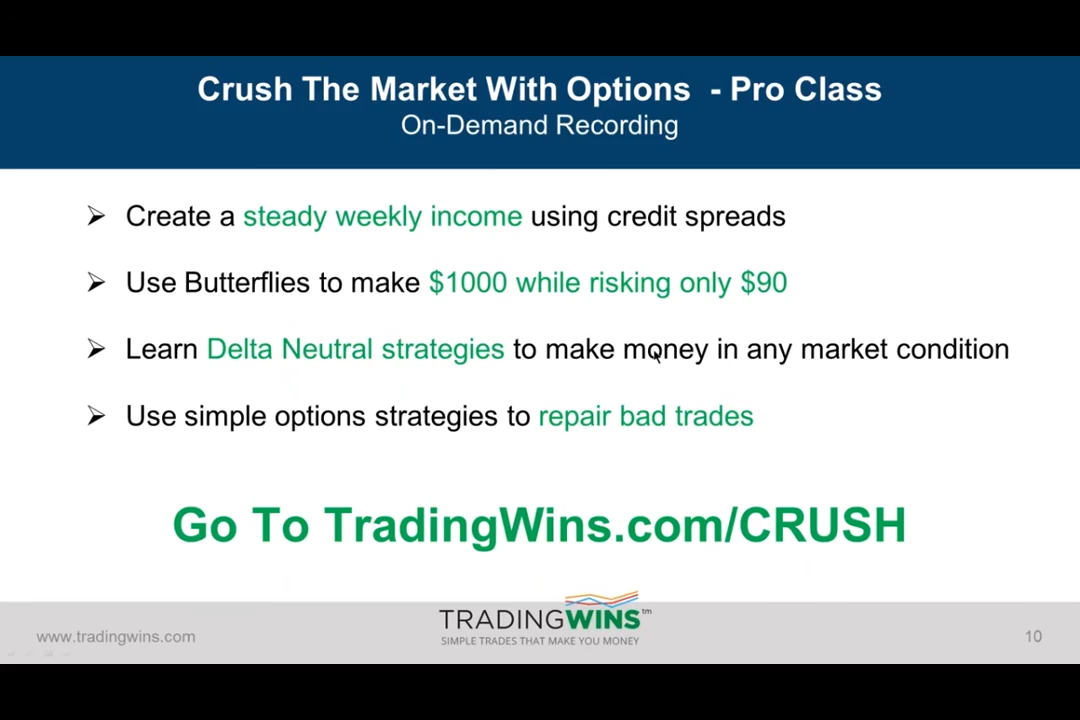 Crush The Market With Options - Pro Class
On-Demand Recording
➢ Create a steady weekly income using credit spreads
➢ Use Butterflies to make $1000 while risking only $90
➢ Learn Delta Neutral strategies to make money in any market condition
➢ Use simple options strategies to repair bad trades
Go To TradingWins.com/CRUSH
TRADINGWINS™
SIMPLE TRADES THAT MAKE YOU MONEY
www.tradingwins.com
10